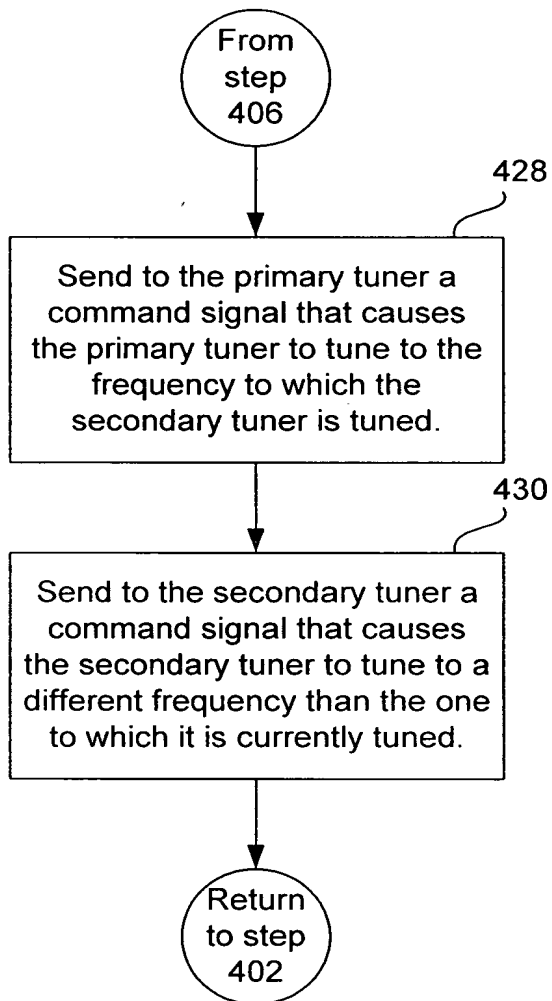 From
step
406
428
Send to the primary tuner a
command signal that causes
the primary tuner to tune to the
frequency to which the
secondary tuner is tuned.
430
Send to the secondary tuner a
command signal that causes
the secondary tuner to tune to a
different frequency than the one
to which it is currently tuned.
Return
to step
402